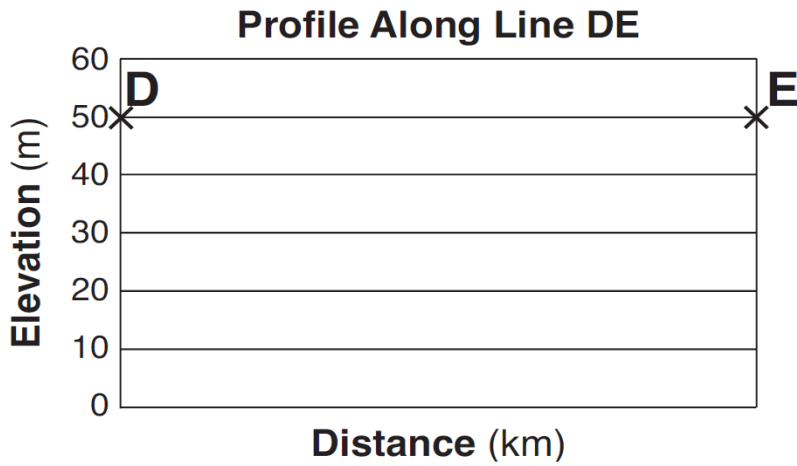 Profile Along Line DE
60
D
E
50
40
30
20
10
0
Elevation (m)
Distance (km)